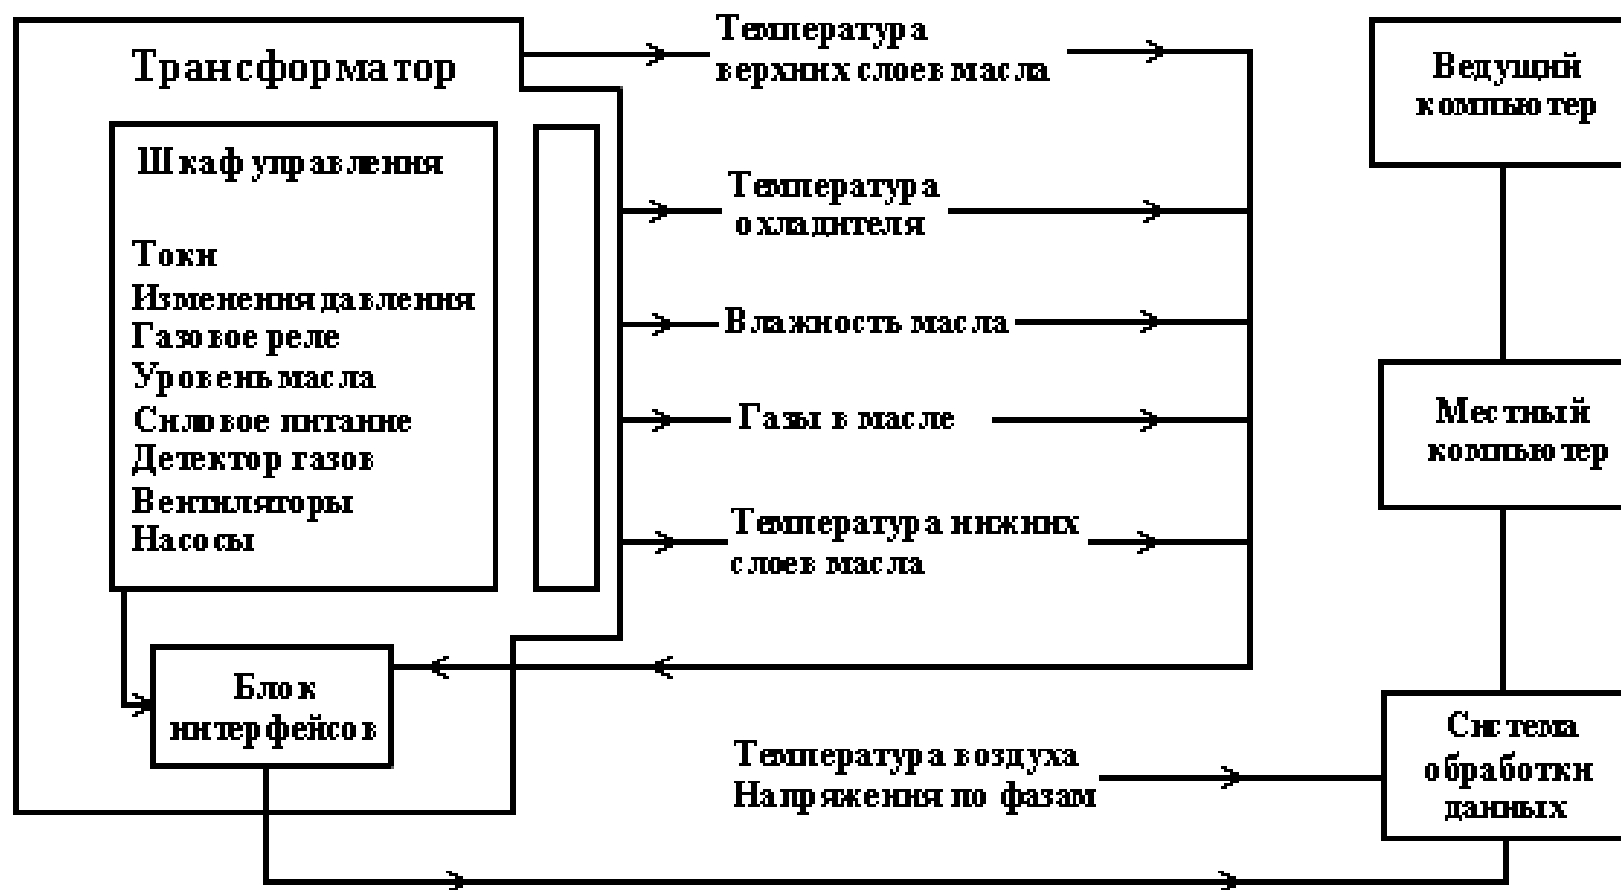 Трансформатор
Шкаф управления
Токи
Изменения давления
Газовое реле
Уровень масла
Силовое питание
Детектор газов
Вентиляторы
Насосы
Блок
интерфейсов
Температура
верхних слоев масла
Температура
охладителя
Влажность масла
Газы в масле
Температура нижних
слоев масла
Температура воздуха
Напряжения по фазам
Ведущий
компьютер
Местный
компьютер
Система
обработки
данных